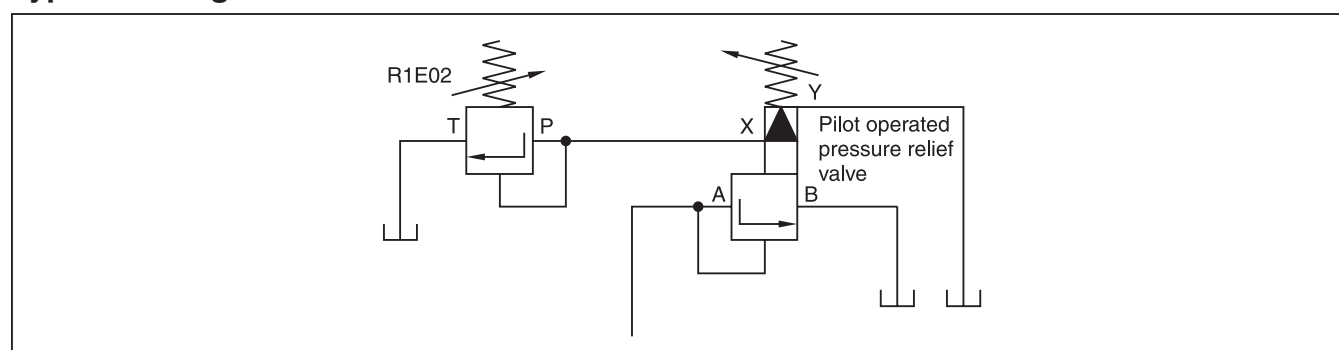 R1E02
T
P
X
Y
Pilot operated
pressure relief
valve
A
B